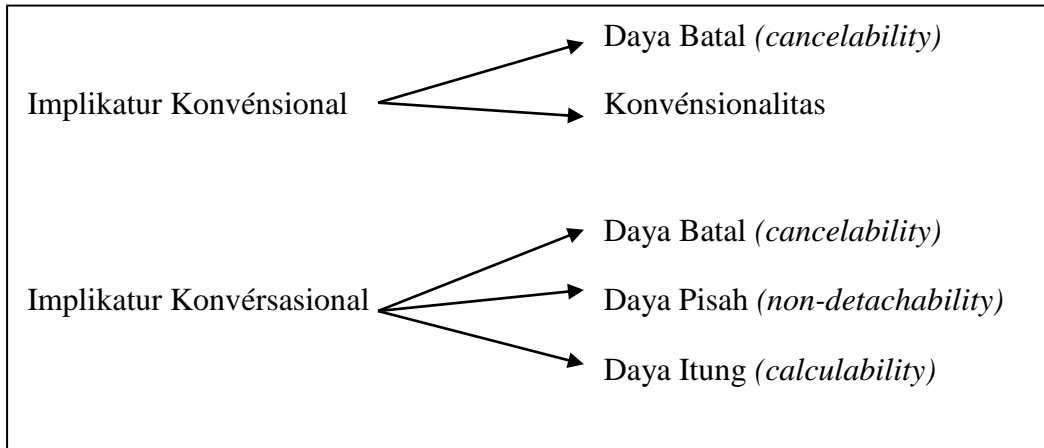 Daya Batal (cancelability)
Implikatur Konvénsional
Konvénsionalitas
Daya Batal (cancelability)
Implikatur Konvérsasional
Daya Pisah (non-detachability)
Daya Itung (calculability)